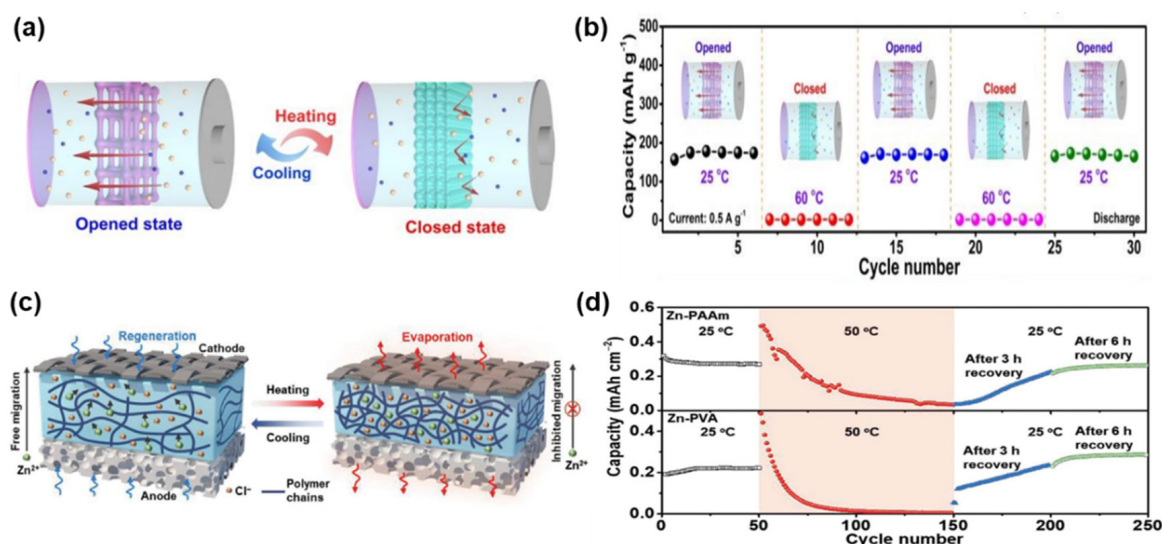 (a)
Heating
Cooling
Opened state
Closed state
(b)
Capacity (mAh g⁻¹)
500
400
300
200
100
0
Opened
Closed
Opened
Closed
Opened
25 °C
60 °C
25 °C
60 °C
25 °C
Current: 0.5 A g⁻¹
Discharge
5
10
15
20
25
30
Cycle number
(c)
Regeneration
Evaporation
Cathode
Free migration
Zn²⁺
Heating
Cooling
Inhibited migration
Zn²⁺
Anode
Cl⁻
Polymer
chains
Zn²⁺
(d)
Capacity (mAh cm⁻²)
0.6
0.4
0.2
0.4
0.2
0.0
Zn-PAAm
25 °C
50 °C
25 °C
After 3 h
recovery
After 6 h
recovery
Zn-PVA
25 °C
50 °C
25 °C
After 3 h
recovery
After 6 h
recovery
0
50
100
150
200
250
Cycle number